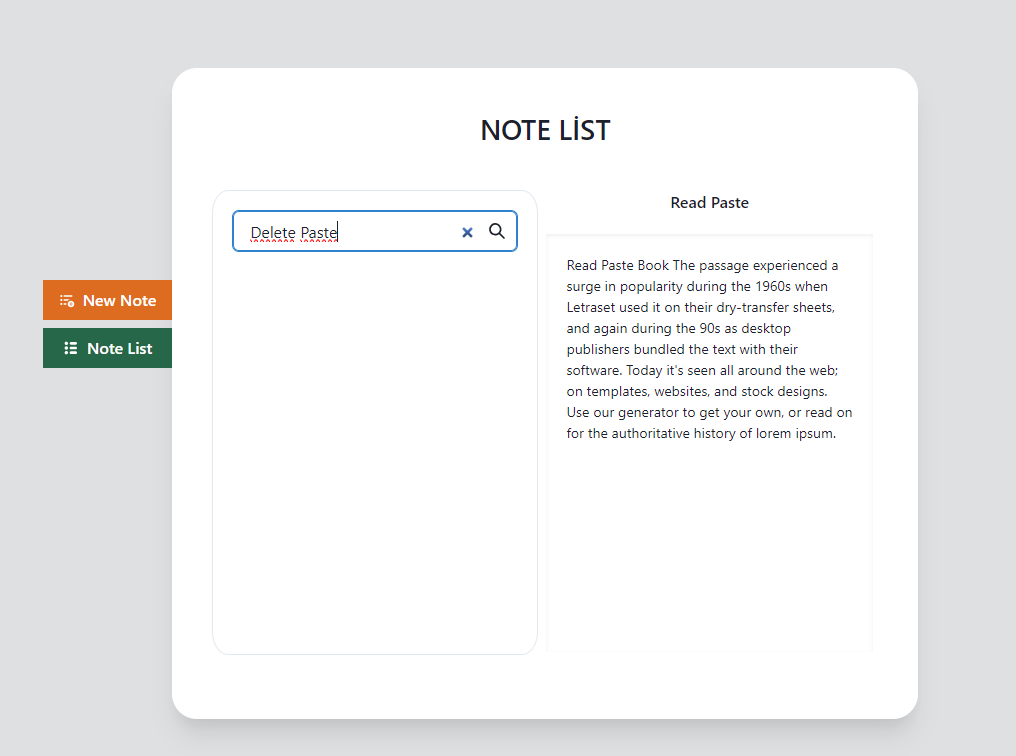 NOTE LİST
Delete Paste
New Note
Note List
Read Paste
Read Paste Book The passage experienced a
surge in popularity during the 1960s when
Letraset used it on their dry-transfer sheets,
and again during the 90s as desktop
publishers bundled the text with their
software. Today it's seen all around the web;
on templates, websites, and stock designs.
Use our generator to get your own, or read on
for the authoritative history of lorem ipsum.